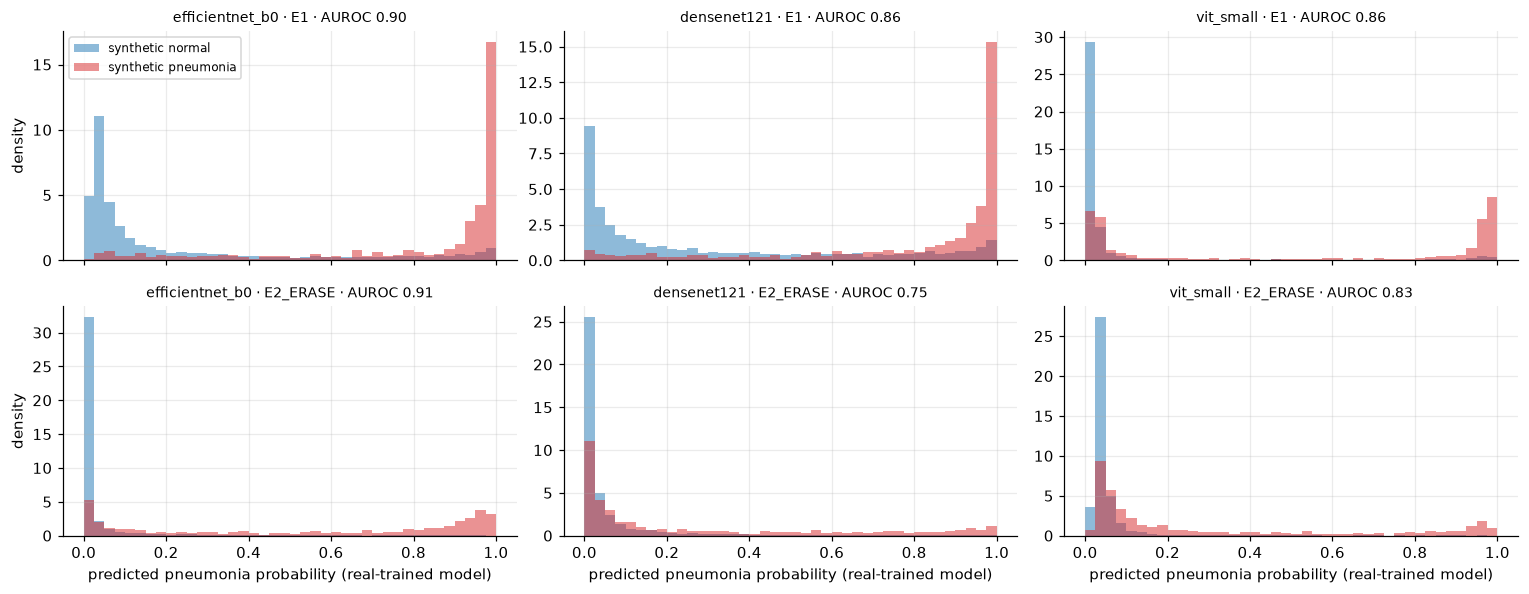 efficientnet_b0 · E1 · AUROC 0.90
densenet121 · E1 · AUROC 0.86
vit_small · E1 · AUROC 0.86
synthetic normal
synthetic pneumonia
density
15
10
5
0
15.0
12.5
10.0
7.5
5.0
2.5
0.0
30
25
20
15
10
5
0
efficientnet_b0 · E2_ERASE · AUROC 0.91
densenet121 · E2_ERASE · AUROC 0.75
vit_small · E2_ERASE · AUROC 0.83
density
30
25
20
15
10
5
0
25
20
15
10
5
0
25
20
15
10
5
0
0.0 0.2 0.4 0.6 0.8 1.0
0.0 0.2 0.4 0.6 0.8 1.0
0.0 0.2 0.4 0.6 0.8 1.0
predicted pneumonia probability (real-trained model)
predicted pneumonia probability (real-trained model)
predicted pneumonia probability (real-trained model)